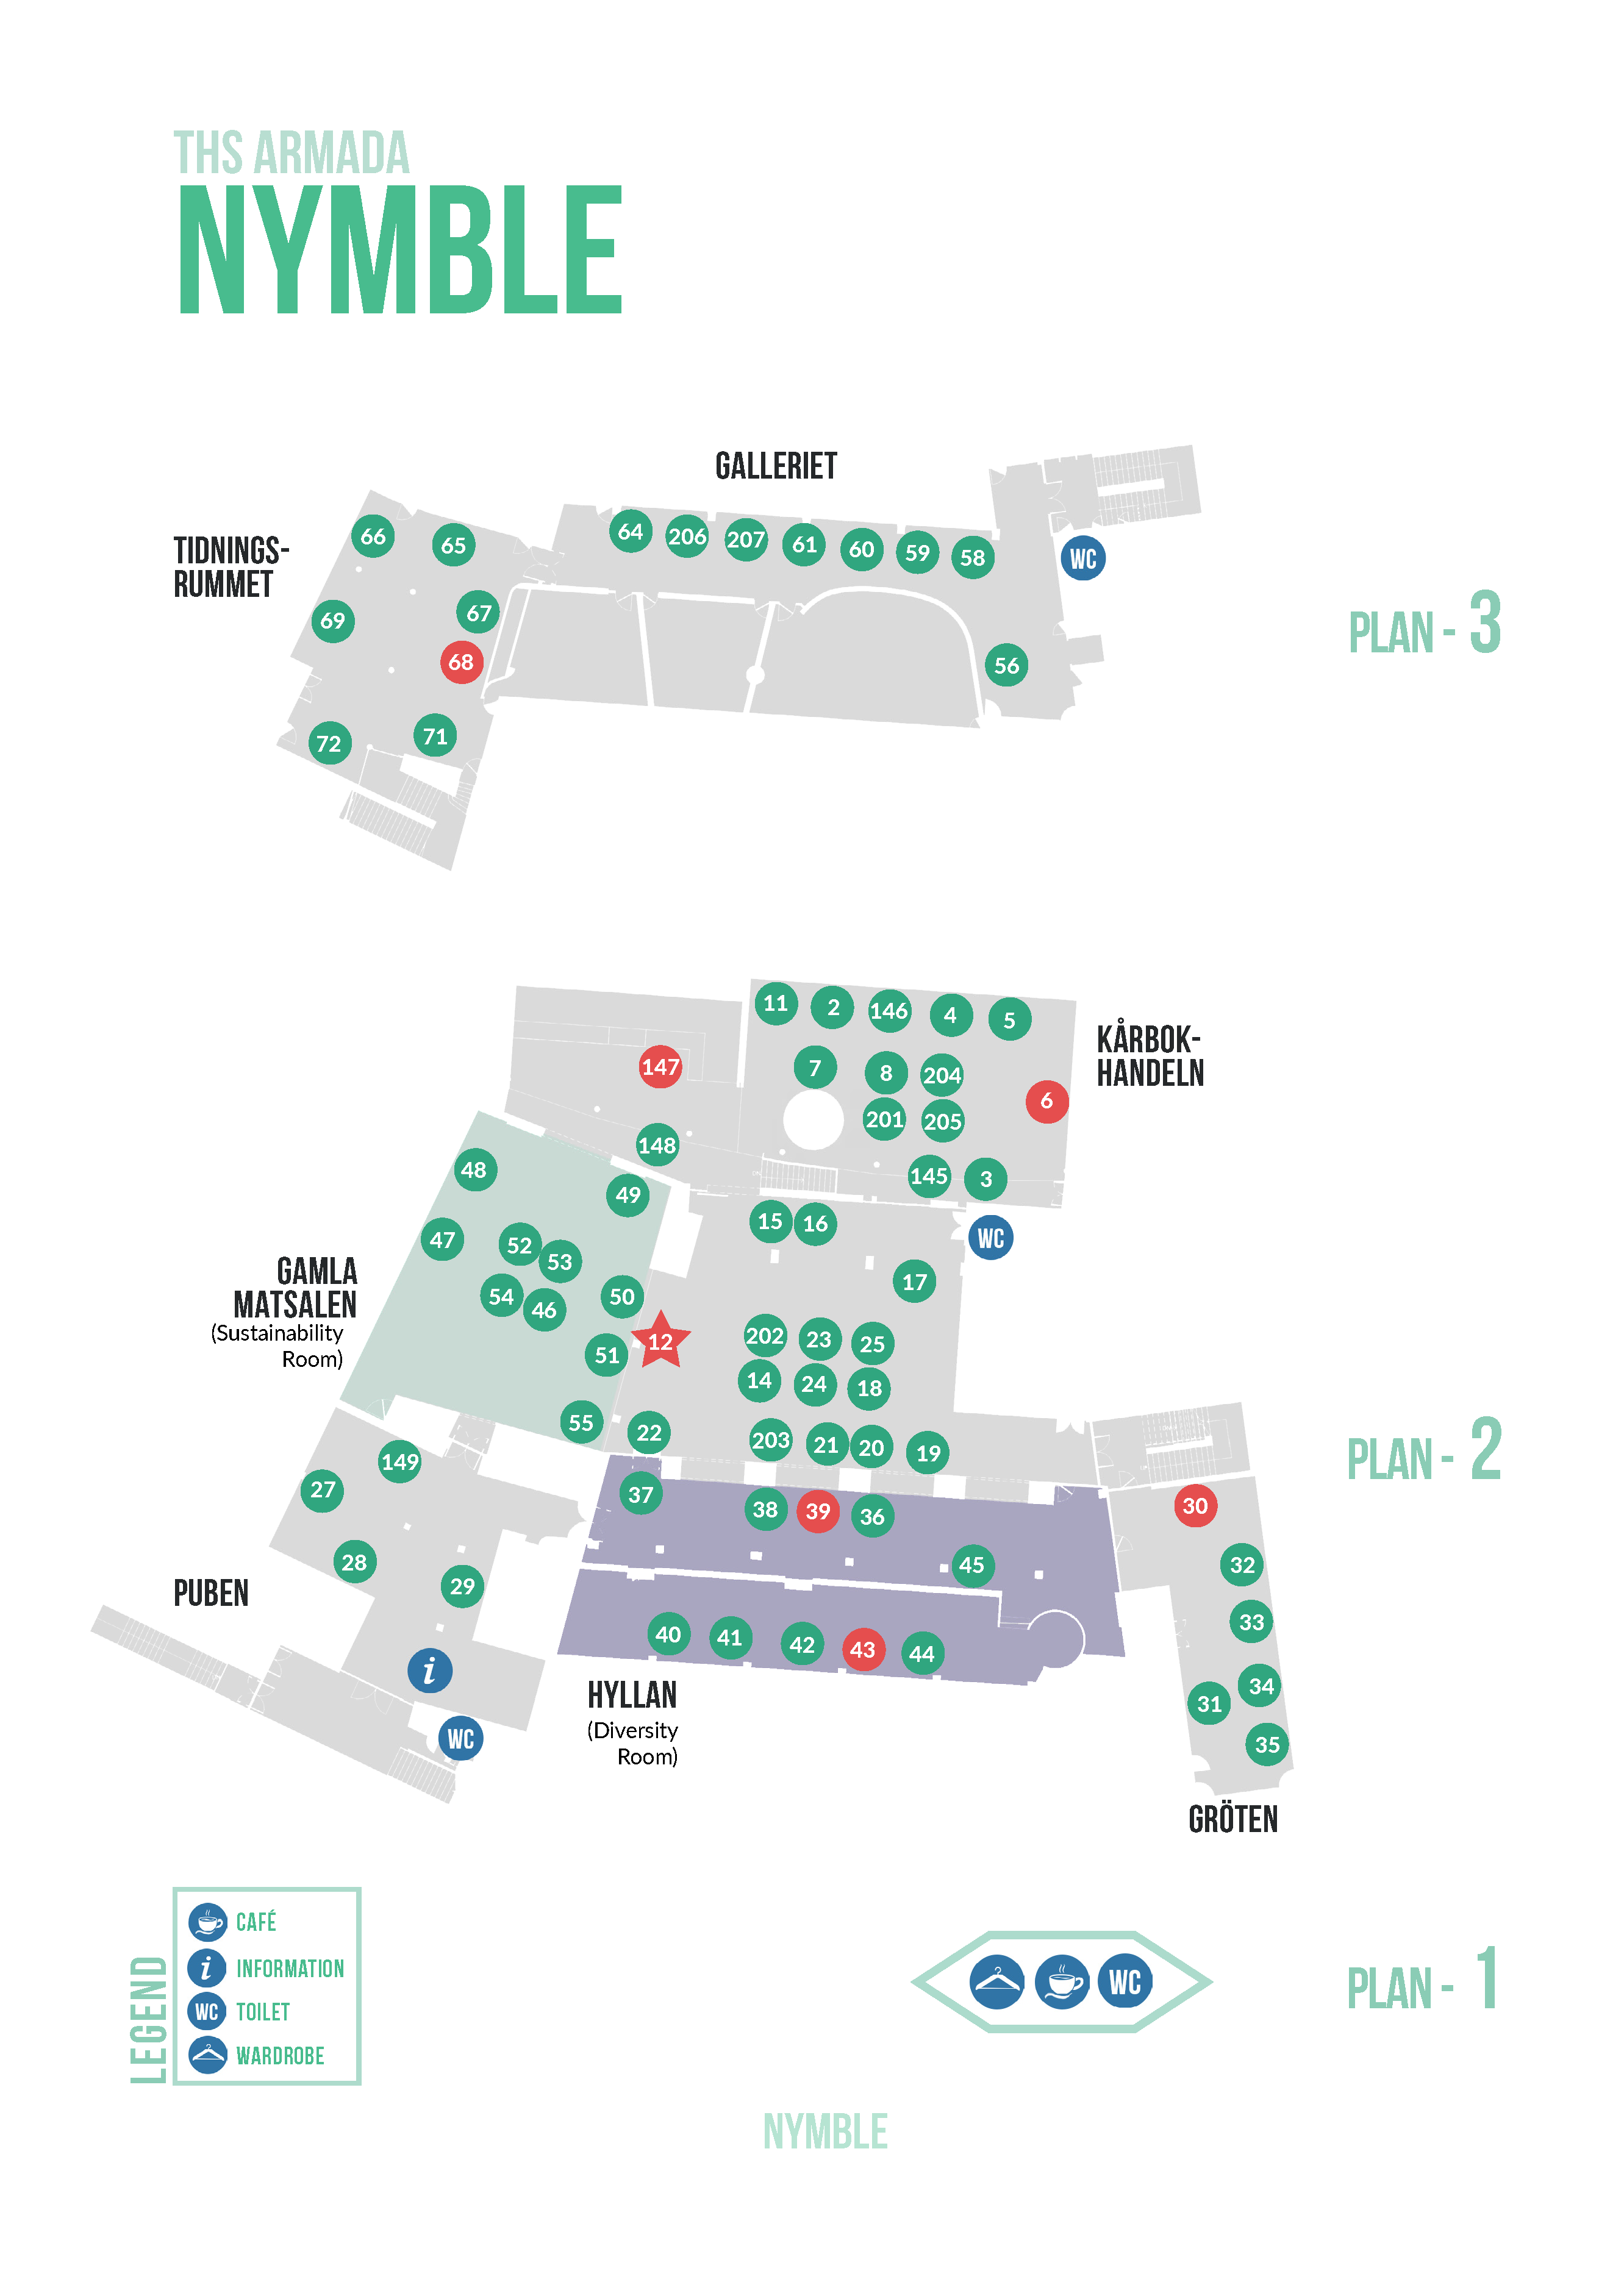 THS ARMADA
NYMBLE
GALLERIET
TIDNINGS-
RUMMET
66
65
64
206
207
61
60
59
58
WC
69
67
68
56
72
71
PLAN - 3
11
2
146
4
5
KÅRBOK-
HANDELN
147
7
8
204
6
201
205
148
145
3
48
49
15
16
WC
47
52
53
17
GAMLA
MATSALEN
(Sustainability
Room)
54
46
50
51
12
202
23
25
14
24
18
55
22
203
21
20
19
PLAN - 2
149
27
37
38
39
36
30
28
29
45
32
PUBEN
33
40
41
42
43
44
i
31
34
WC
35
HYLLAN
(Diversity
Room)
GRÖTEN
LEGEND
CAFÉ
i INFORMATION
WC TOILET
WARDROBE
WC
PLAN - 1
NYMBLE